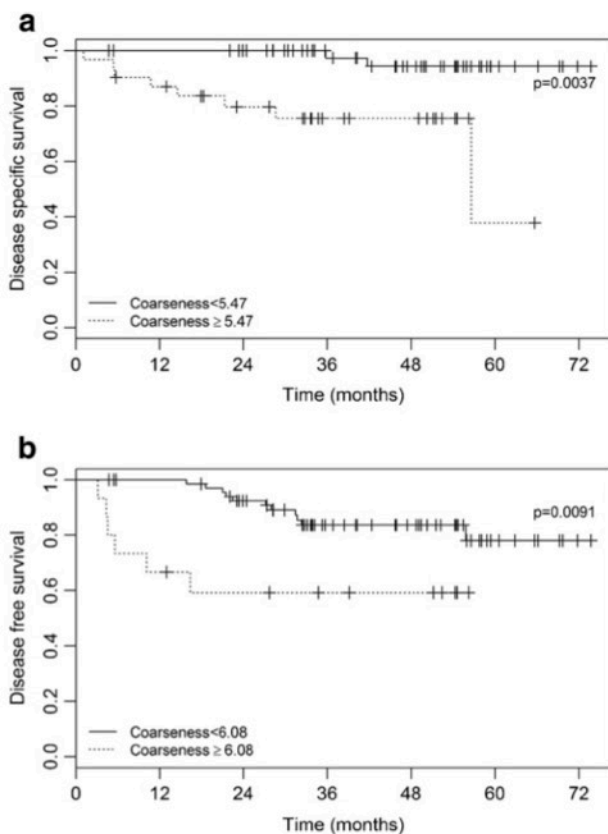 a
Disease specific survival
1.0
0.8
0.6
0.4
0.2
0.0
p=0.0037
Coarseness<5.47
Coarseness ≥ 5.47
0 12 24 36 48 60 72
Time (months)
b
Disease free survival
1.0
0.8
0.6
0.4
0.2
0.0
p=0.0091
Coarseness<6.08
Coarseness ≥ 6.08
0 12 24 36 48 60 72
Time (months)